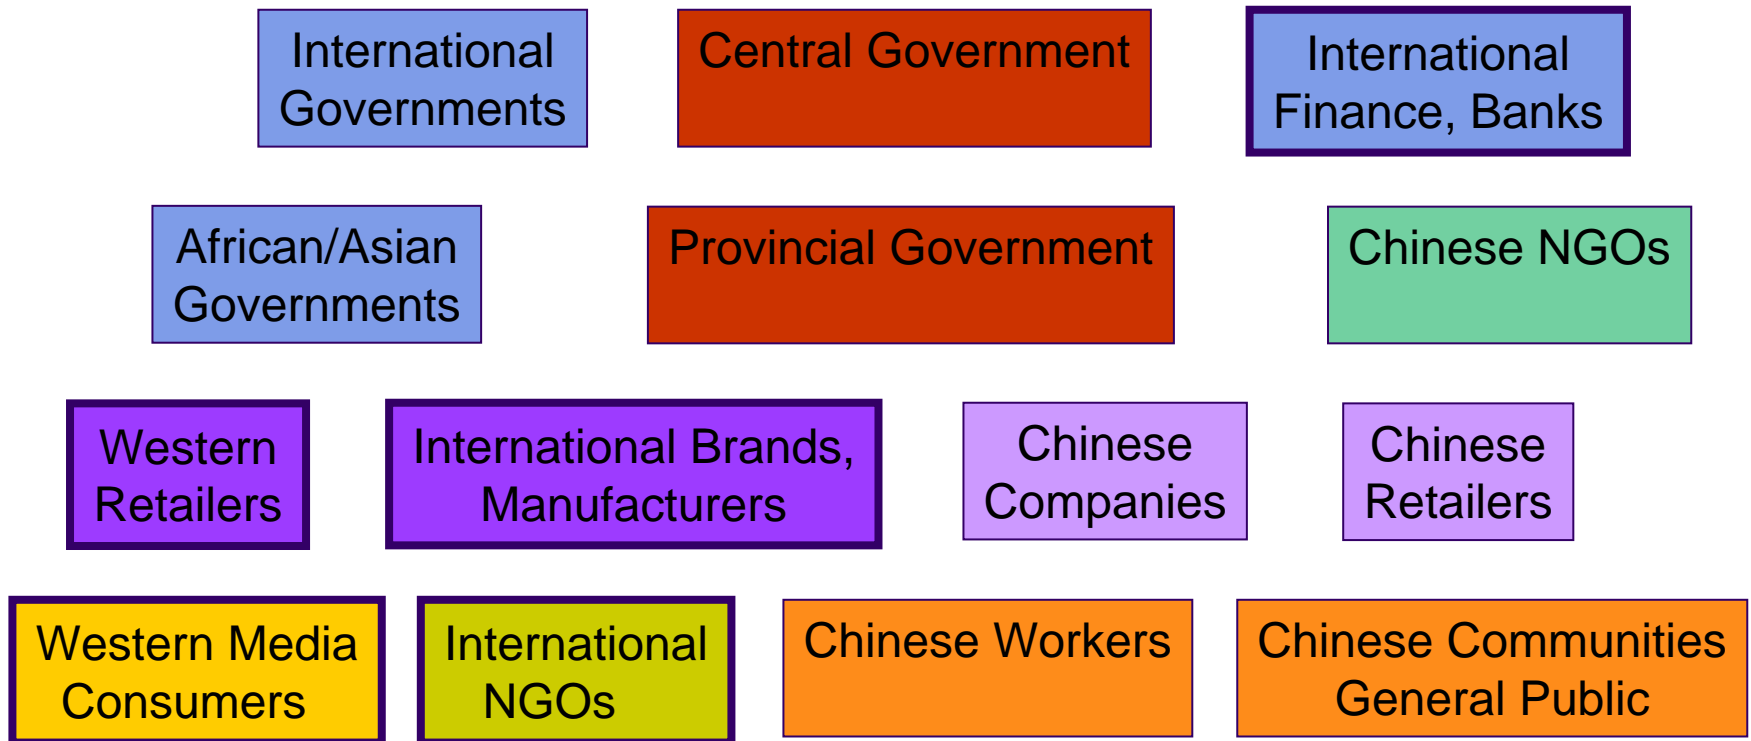 International
Governments
Central Government
International
Finance, Banks
African/Asian
Governments
Provincial Government
Chinese NGOs
Western
Retailers
International Brands,
Manufacturers
Chinese
Companies
Chinese
Retailers
Western Media
Consumers
International
NGOs
Chinese Workers
Chinese Communities
General Public